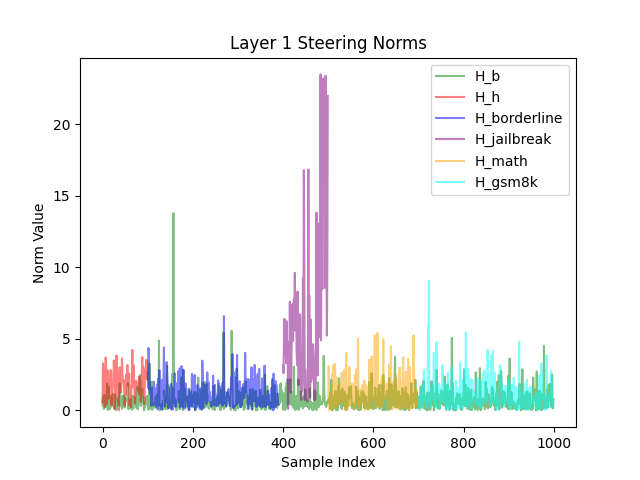 Layer 1 Steering Norms
H_b
H_h
H_borderline
H_jailbreak
H_math
H_gsm8k
Norm Value
20
15
10
5
0
0
200
400
600
800
1000
Sample Index